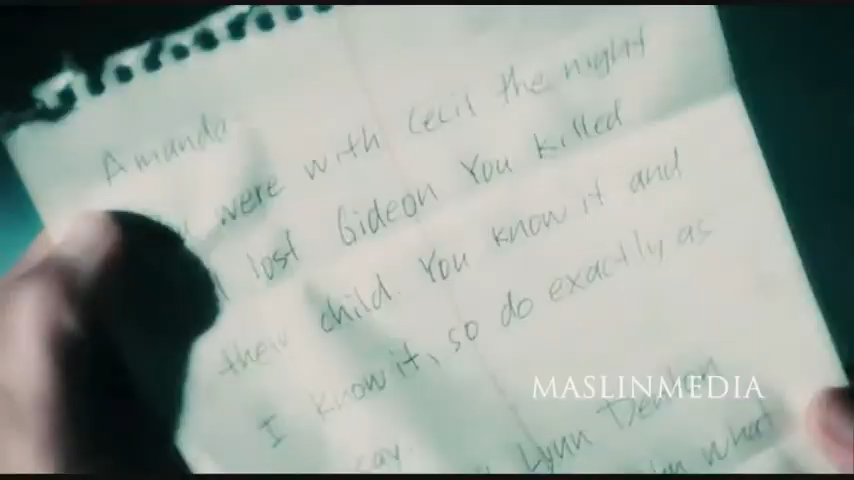 Amanda
were with Cecil the night
lost Gideon You killed
their child. You know it and
I know it, so do exactly as
say.
Lynn Denlon
what
MASLINMEDIA